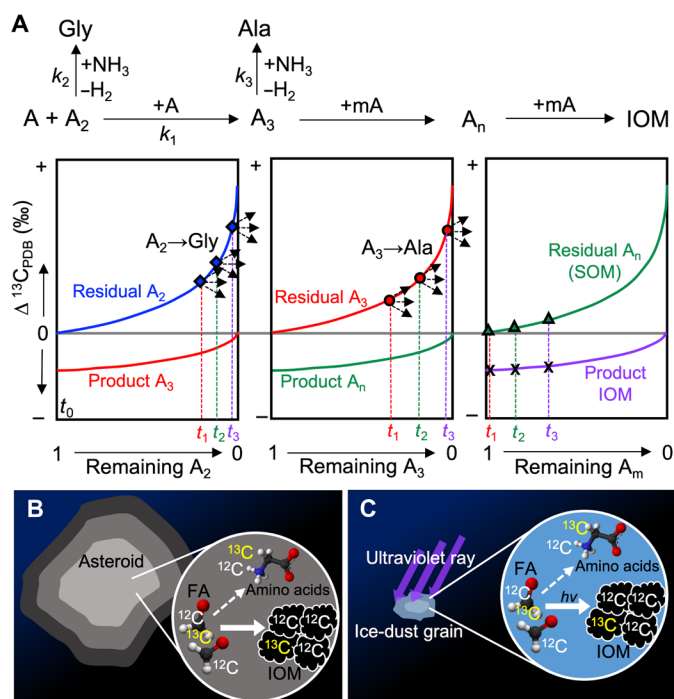 A
Gly
Ala
k₂ +NH₃
–H₂
k₃ +NH₃
–H₂
A + A₂ +A k₁ A₃ +mA Aₙ +mA IOM
Δ ¹³C_PDB (‰)
+
0
–
A₂→Gly
Residual A₂
Product A₃
t₀
t₁ t₂ t₃
1 Remaining A₂ 0
+
–
A₃→Ala
Residual A₃
Product Aₙ
t₁ t₂ t₃
1 Remaining A₃ 0
+
–
Residual Aₙ
(SOM)
Product
IOM
t₁ t₂ t₃
1 Remaining Aₘ 0
B
Asteroid
¹³C
¹²C
Amino acids
FA
¹²C
¹³C
¹²C
¹²C ¹²C
¹³C ¹²C
IOM
C
Ultraviolet ray
Ice-dust grain
¹³C
¹²C
Amino acids
FA
¹²C
¹³C
hv
¹²C
¹²C ¹²C
¹³C ¹²C
IOM